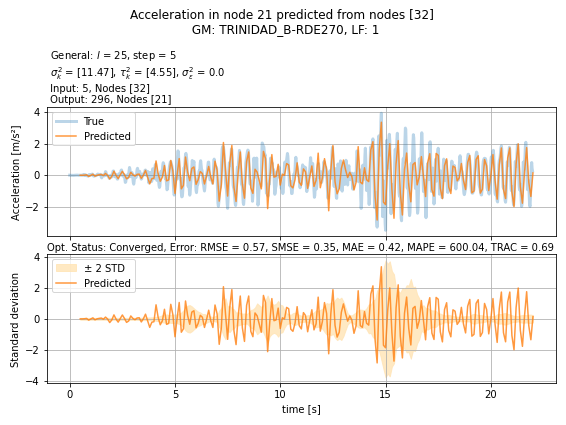 Acceleration in node 21 predicted from nodes [32]
GM: TRINIDAD_B-RDE270, LF: 1
General: l = 25, step = 5
σ²ₖ = [11.47], τ²ₖ = [4.55], σ²ε = 0.0
Input: 5, Nodes [32]
Output: 296, Nodes [21]
4
2
0
−2
Acceleration [m/s²]
True
Predicted
Opt. Status: Converged, Error: RMSE = 0.57, SMSE = 0.35, MAE = 0.42, MAPE = 600.04, TRAC = 0.69
4
2
0
−2
−4
Standard deviation
± 2 STD
Predicted
0 5 10 15 20
time [s]